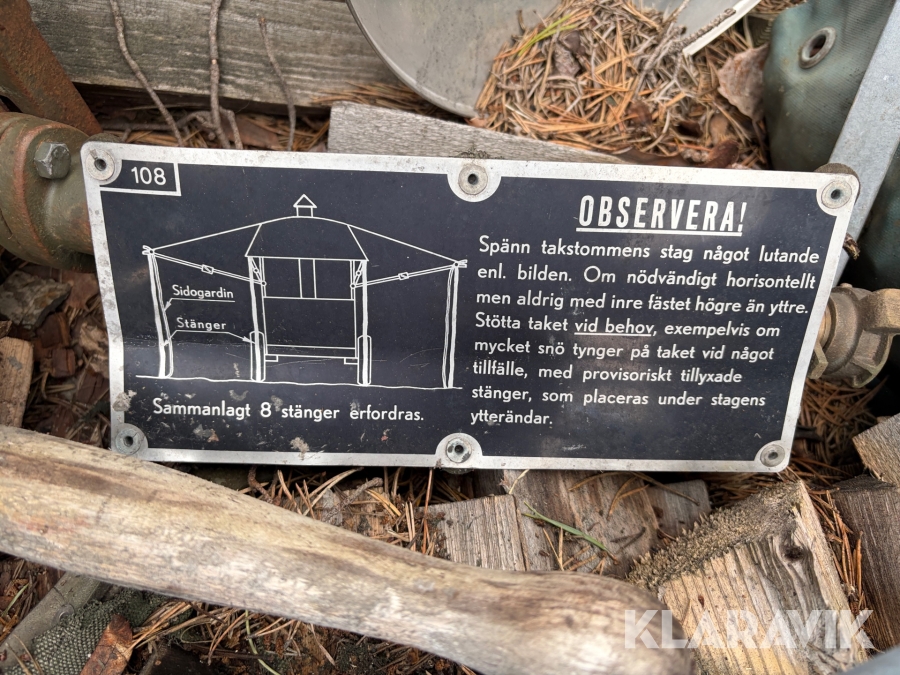 108
Sidogardin
Stänger
Sammanlagt 8 stänger erfordras.
OBSERVERA!
Spänn takstommens stag något lutande
enl. bilden. Om nödvändigt horisontellt
men aldrig med inre fästet högre än yttre.
Stötta taket vid behov, exempelvis om
mycket snö tynger på taket vid något
tillfälle, med provisoriskt tillyxade
stänger, som placeras under stagens
ytterändar.
KLARAVIK